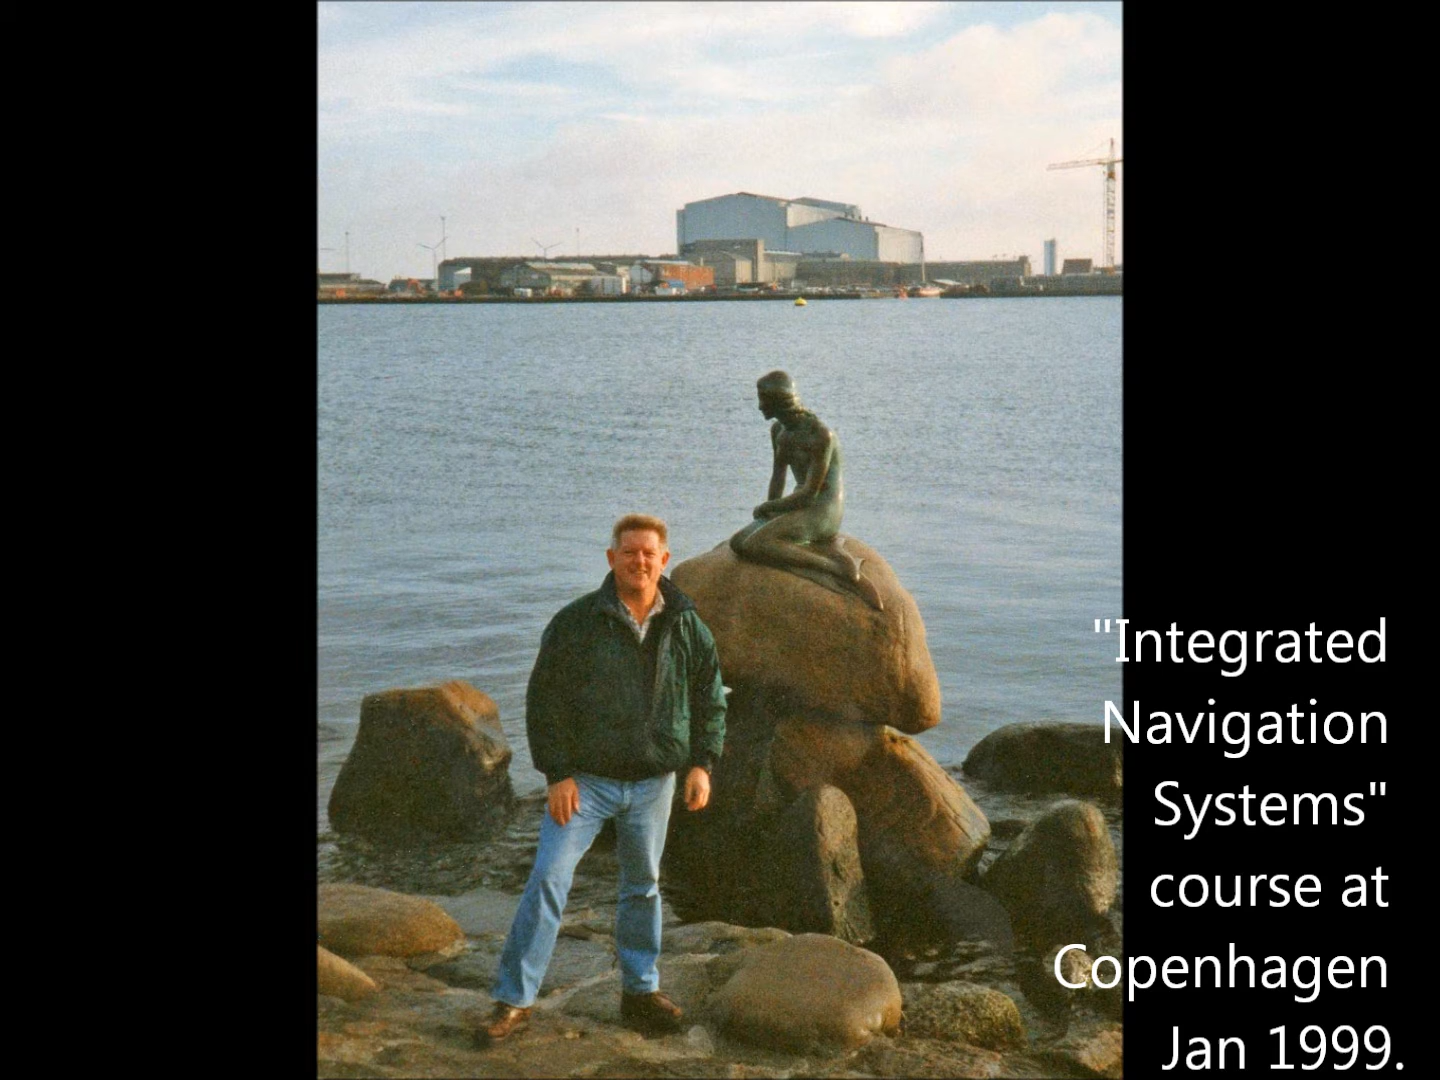 "Integrated
Navigation
Systems"
course at
Copenhagen
Jan 1999.